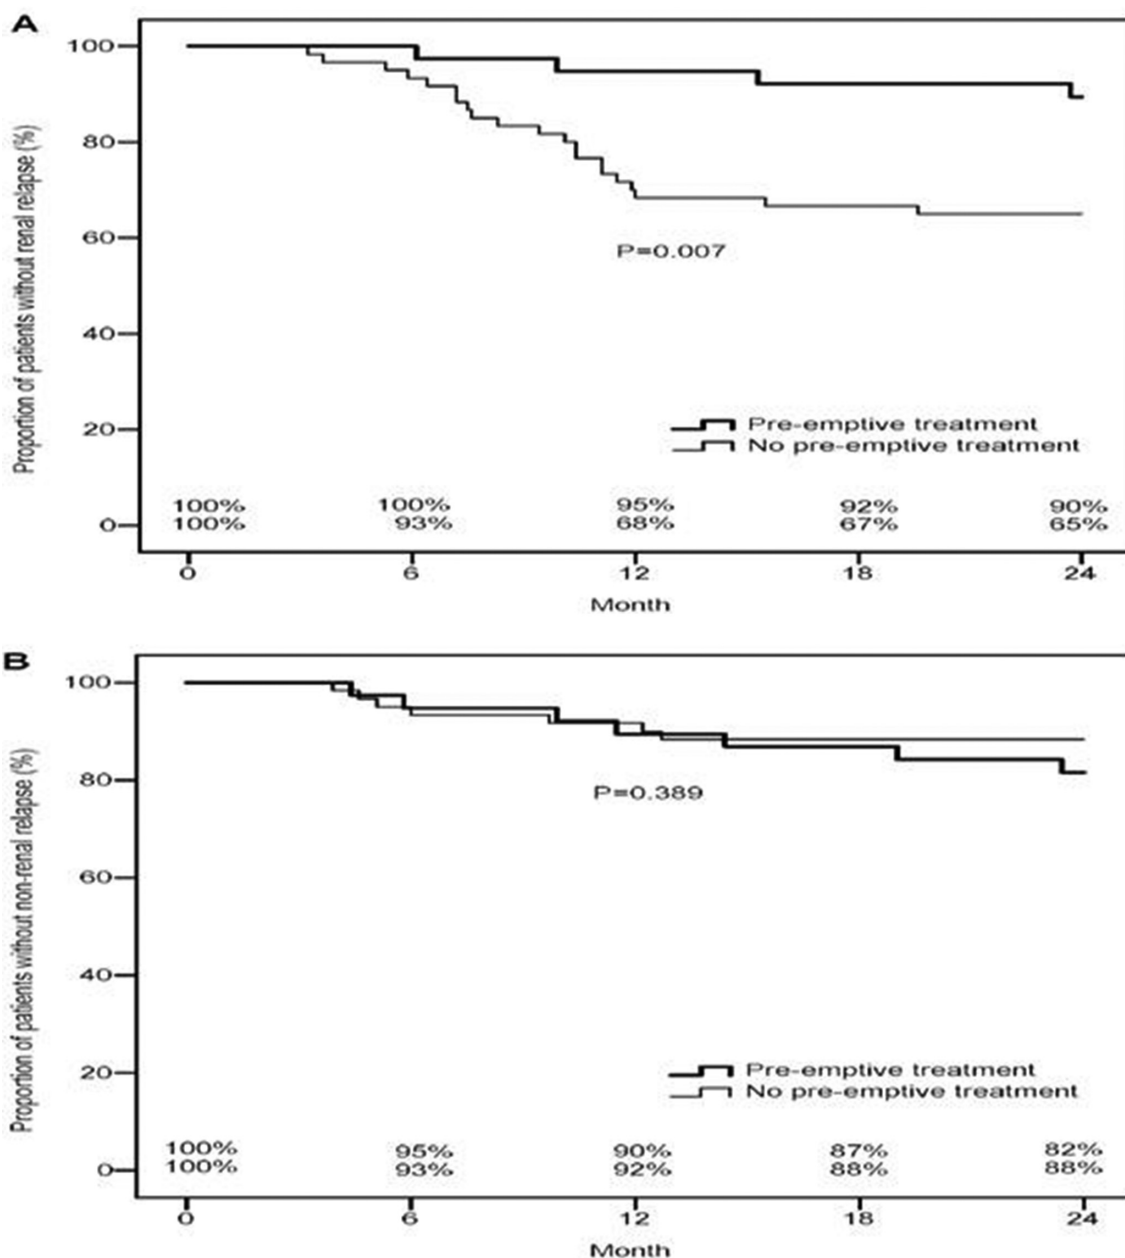 A
Proportion of patients without renal relapse (%)
100
80
60
40
20
0
P=0.007
Pre-emptive treatment
No pre-emptive treatment
100% 100% 95% 92% 90%
100% 93% 68% 67% 65%
0 6 12 18 24
Month
B
Proportion of patients without non-renal relapse (%)
100
80
60
40
20
0
P=0.389
Pre-emptive treatment
No pre-emptive treatment
100% 95% 90% 87% 82%
100% 93% 92% 88% 88%
0 6 12 18 24
Month